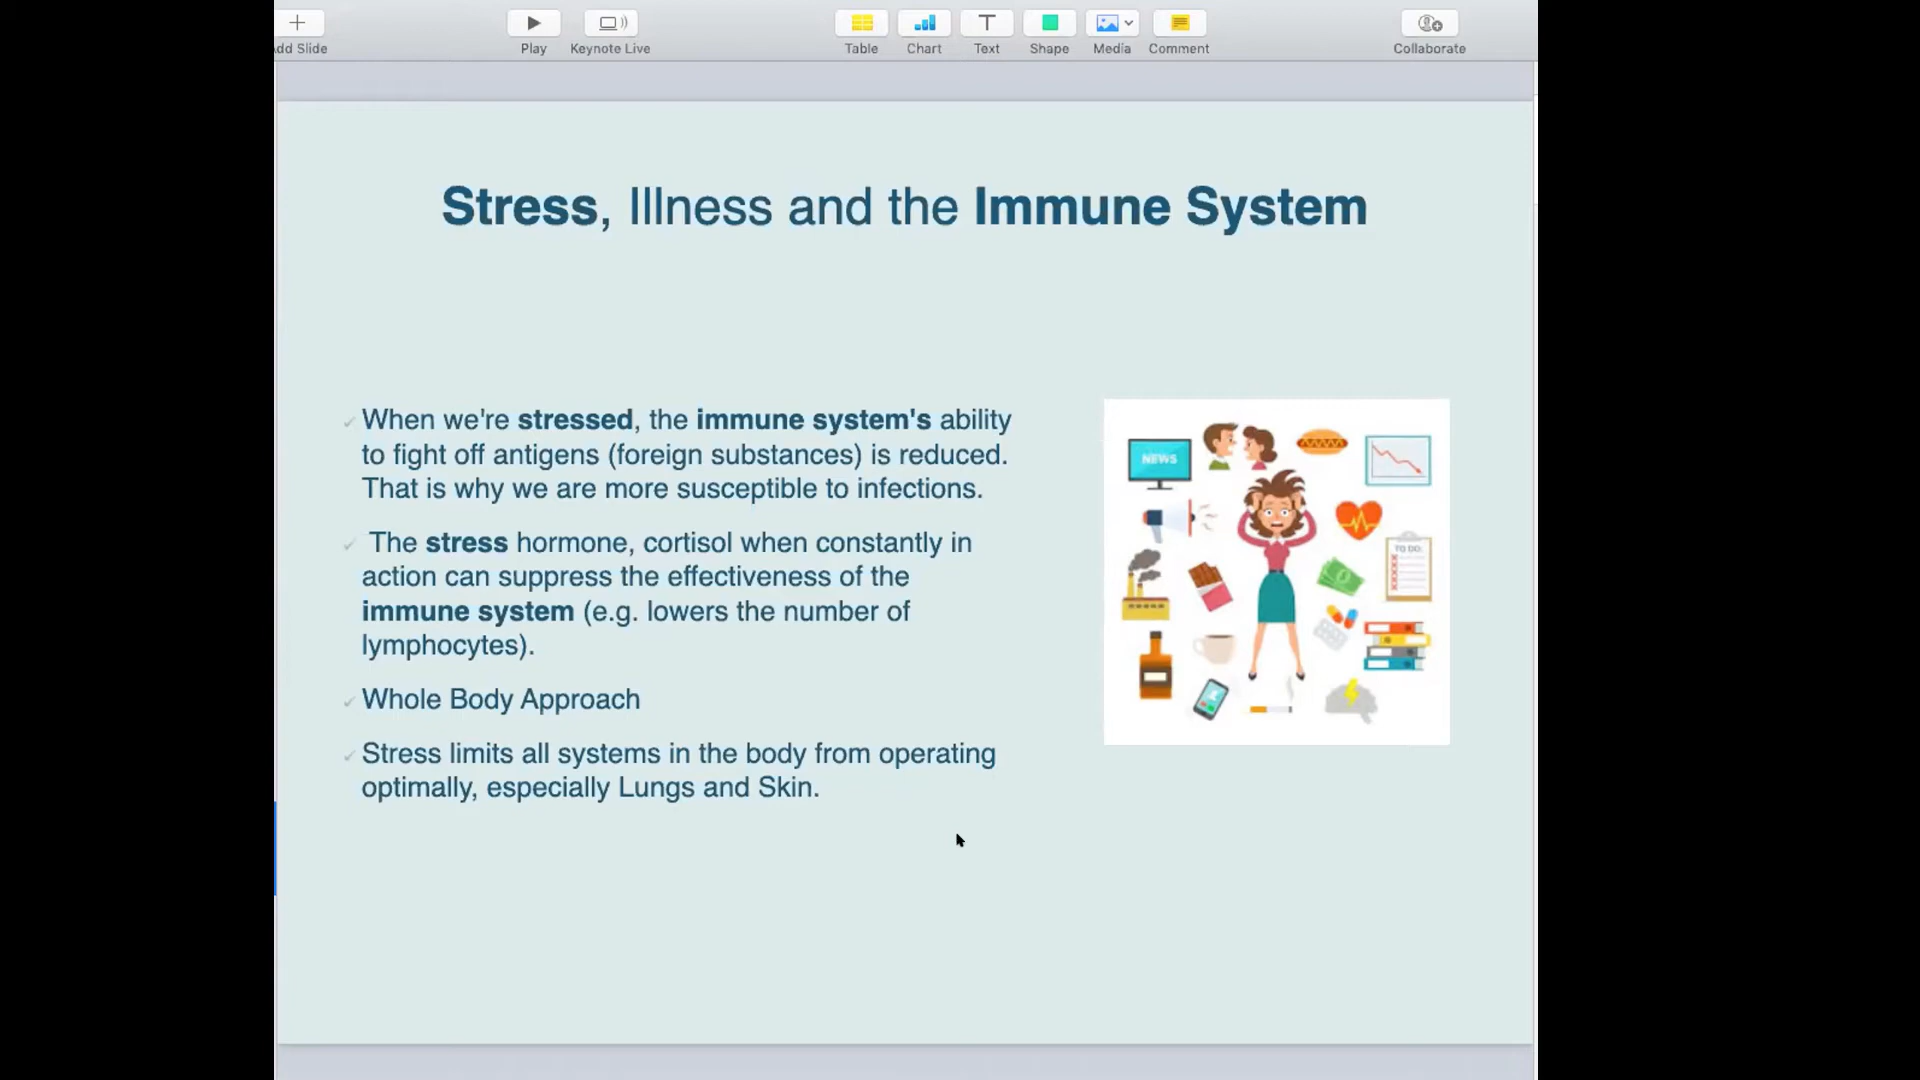 dd Slide
Play
Keynote Live
Table
Chart
Text
Shape
Media
Comment
Collaborate
Stress, Illness and the Immune System
When we're stressed, the immune system's ability
to fight off antigens (foreign substances) is reduced.
That is why we are more susceptible to infections.
The stress hormone, cortisol when constantly in
action can suppress the effectiveness of the
immune system (e.g. lowers the number of
lymphocytes).
Whole Body Approach
Stress limits all systems in the body from operating
optimally, especially Lungs and Skin.
NEWS
TO DO: